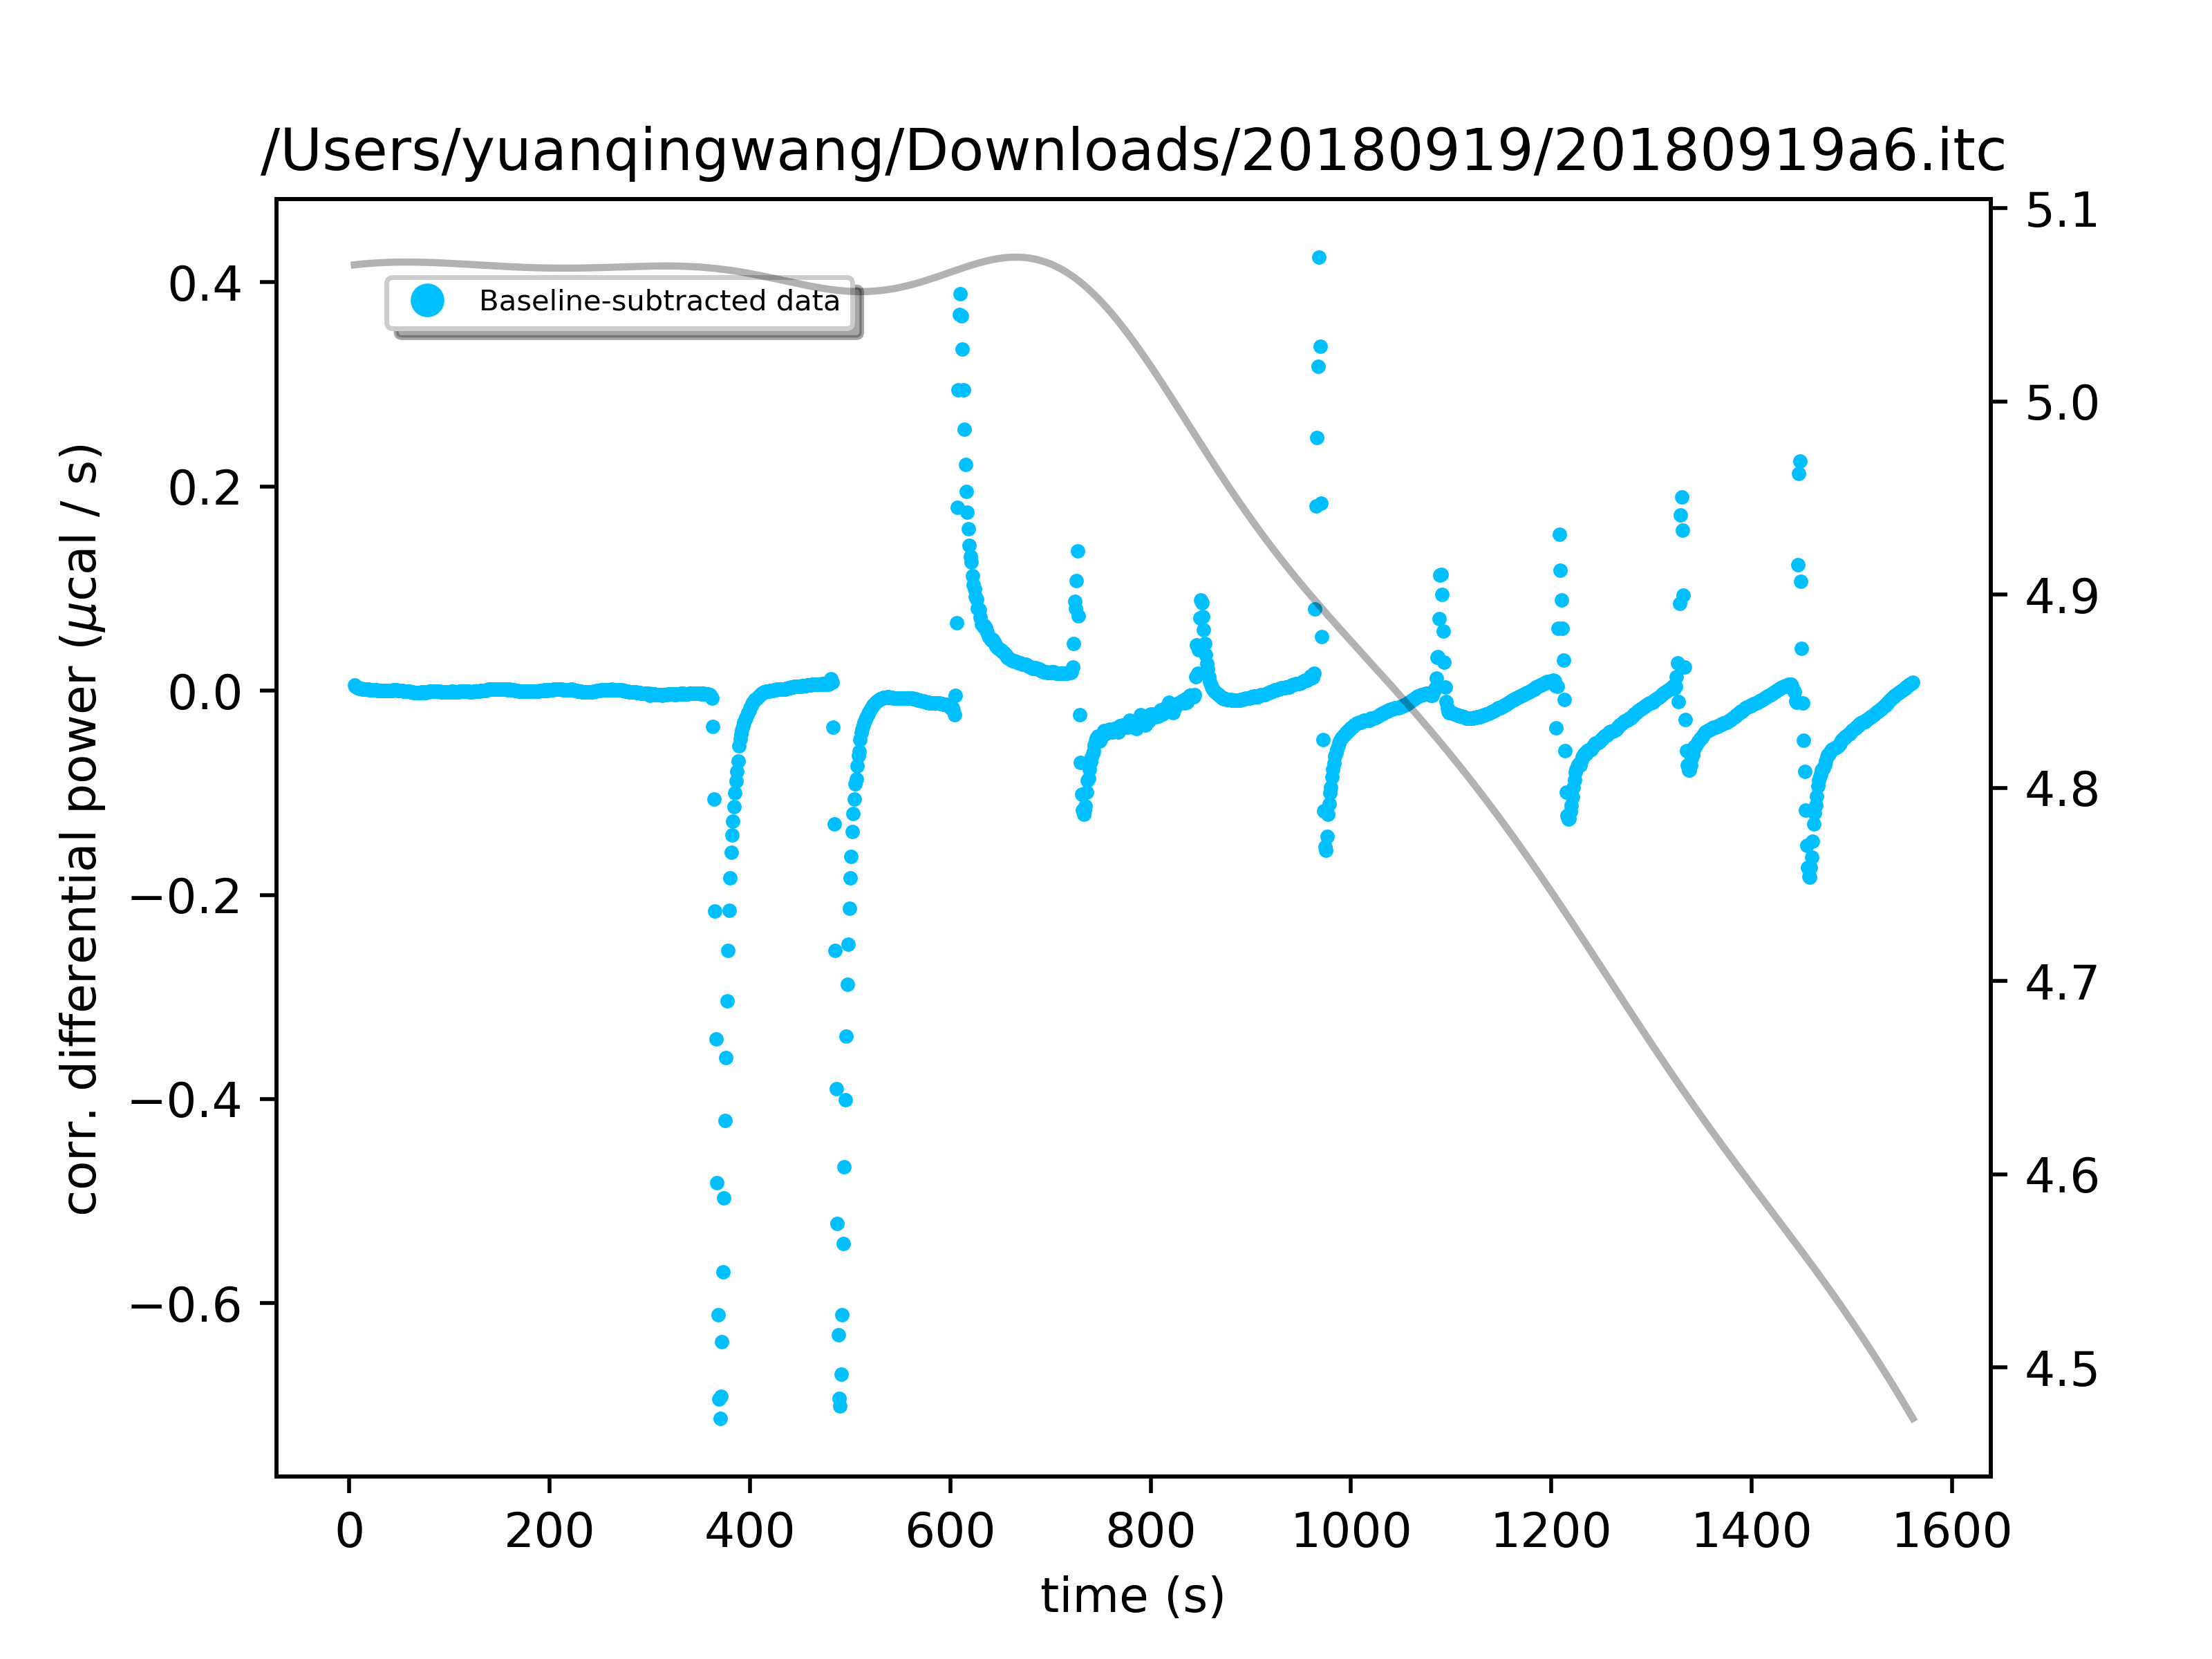 /Users/yuanqingwang/Downloads/20180919/20180919a6.itc
Baseline-subtracted data
corr. differential power (μcal / s)
0.4
0.2
0.0
−0.2
−0.4
−0.6
5.1
5.0
4.9
4.8
4.7
4.6
4.5
0 200 400 600 800 1000 1200 1400 1600
time (s)